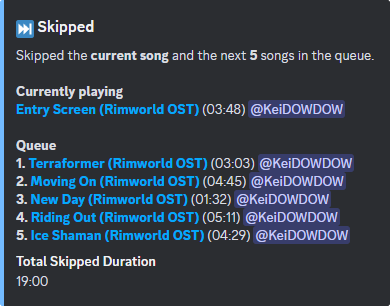 ⏭️ Skipped
Skipped the current song and the next 5 songs in the queue.
Currently playing
Entry Screen (Rimworld OST) (03:48) @KeiDOWDOW
Queue
1. Terraformer (Rimworld OST) (03:03) @KeiDOWDOW
2. Moving On (Rimworld OST) (04:45) @KeiDOWDOW
3. New Day (Rimworld OST) (01:32) @KeiDOWDOW
4. Riding Out (Rimworld OST) (05:11) @KeiDOWDOW
5. Ice Shaman (Rimworld OST) (04:29) @KeiDOWDOW
Total Skipped Duration
19:00